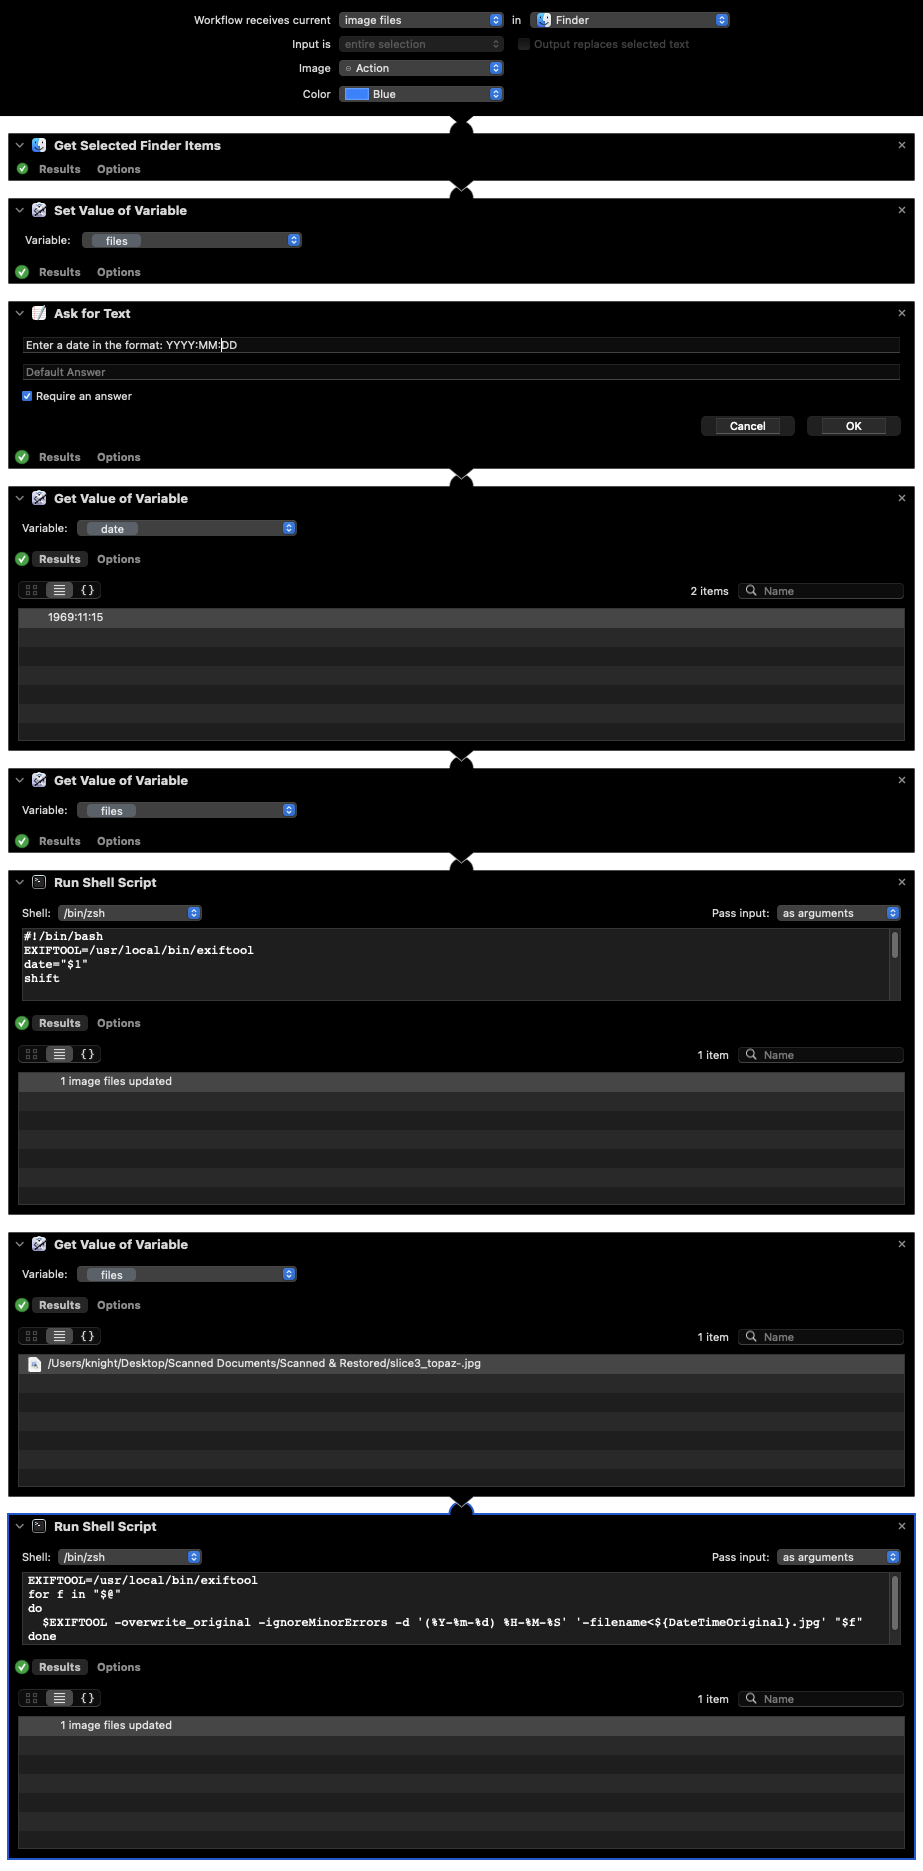 Workflow receives current image files in Finder
Input is entire selection Output replaces selected text
Image Action
Color Blue
Get Selected Finder Items
Results Options
Set Value of Variable
Variable: files
Results Options
Ask for Text
Enter a date in the format: YYYY:MM:DD
Default Answer
Require an answer
Cancel OK
Results Options
Get Value of Variable
Variable: date
Results Options
{ } 2 items Name
1969:11:15
Get Value of Variable
Variable: files
Results Options
Run Shell Script
Shell: /bin/zsh Pass input: as arguments
#!/bin/bash
EXIFTOOL=/usr/local/bin/exiftool
date="$1"
shift
Results Options
{ } 1 item Name
1 image files updated
Get Value of Variable
Variable: files
Results Options
{ } 1 item Name
/Users/knight/Desktop/Scanned Documents/Scanned & Restored/slice3_topaz-.jpg
Run Shell Script
Shell: /bin/zsh Pass input: as arguments
EXIFTOOL=/usr/local/bin/exiftool
for f in "$@"
do
$EXIFTOOL -overwrite_original -ignoreMinorErrors -d '(%Y-%m-%d) %H-%M-%S' '-filename<${DateTimeOriginal}.jpg' "$f"
done
Results Options
{ } 1 item Name
1 image files updated